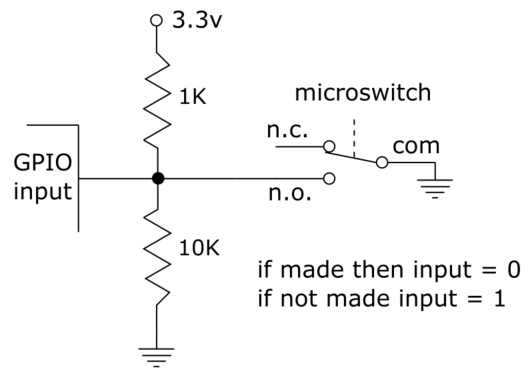 3.3v
1K
microswitch
n.c.
com
GPIO
input
n.o.
10K
if made then input = 0
if not made input = 1